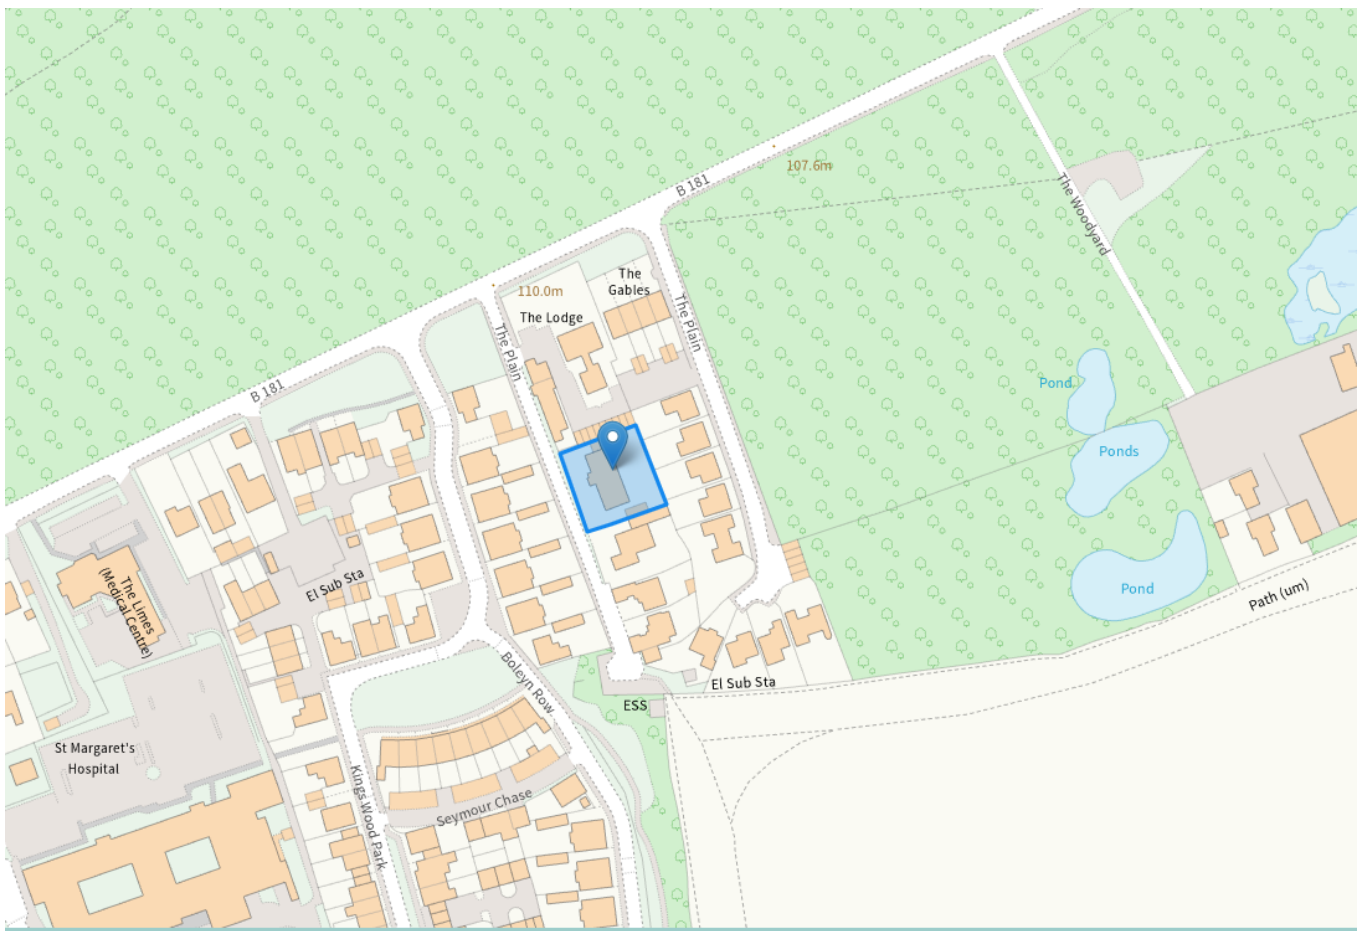 B 181
107.6m
The Woodyard
The
Gables
110.0m
The Lodge
The Plain
The Plain
B 181
Pond
Ponds
Pond
Path (um)
El Sub Sta
The Limes
(Medical Centre)
Boleyn Row
El Sub Sta
ESS
St Margaret's
Hospital
Kings Wood Park
Seymour Chase